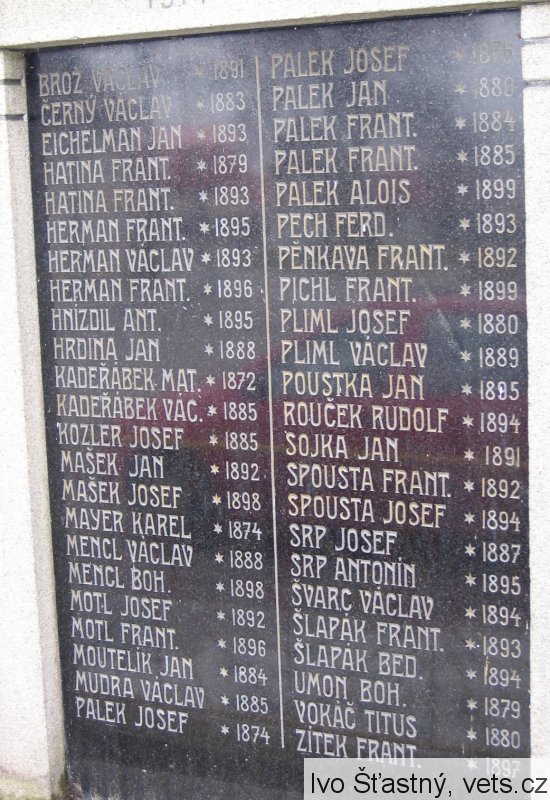 BROŽ VÁCLAV * 1891
ČERNÝ VÁCLAV * 1883
EICHELMAN JAN * 1893
HATINA FRANT. * 1879
HATINA FRANT. * 1893
HERMAN FRANT. * 1895
HERMAN VÁCLAV * 1893
HERMAN FRANT. * 1896
HNÍZDIL ANT. * 1895
HRDINA JAN * 1888
KADEŘÁBEK MAT. * 1872
KADEŘÁBEK VÁC. * 1885
KOZLER JOSEF * 1885
MAŠEK JAN * 1892
MAŠEK JOSEF * 1898
MAYER KAREL * 1874
MENCL VÁCLAV * 1888
MENCL BOH. * 1898
MOTL JOSEF * 1892
MOTL FRANT. * 1896
MOUTELÍK JAN * 1884
MUDRA VÁCLAV * 1885
PALEK JOSEF * 1874
PALEK JOSEF * 1876
PALEK JAN * 1880
PALEK FRANT. * 1884
PALEK FRANT. * 1885
PALEK ALOIS * 1899
PECH FERD. * 1893
PĚNKAVA FRANT. * 1892
PICHL FRANT. * 1899
PLIML JOSEF * 1880
PLIML VÁCLAV * 1889
POUSTKA JAN * 1895
ROUČEK RUDOLF * 1894
SOJKA JAN * 1891
SPOUSTA FRANT. * 1892
SPOUSTA JOSEF * 1894
SRP JOSEF * 1887
SRP ANTONÍN * 1895
ŠVARC VÁCLAV * 1894
ŠLAPÁK FRANT. * 1893
ŠLAPÁK BED. * 1894
UMON BOH. * 1879
VOKÁČ TITUS * 1880
ZÍTEK FRANT. * 1897
Ivo Šťastný, vets.cz